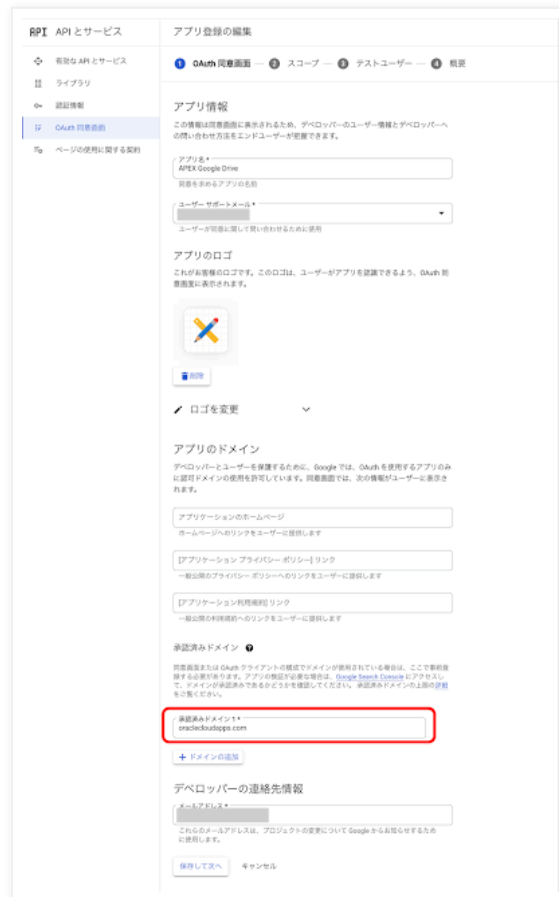 API APIとサービス
有効な API とサービス
ライブラリ
認証情報
OAuth 同意画面
ページの使用に関する契約
アプリ登録の編集
1 OAuth 同意画面 — 2 スコープ — 3 テストユーザー — 4 概要
アプリ情報
この情報は同意画面に表示されるため、デベロッパーのユーザー情報とデベロッパーへ
の問い合わせ方法をエンドユーザーが把握できます。
アプリ名 *
APEX Google Drive
同意を求めるアプリの名前
ユーザー サポートメール *
ユーザーが同意に関して問い合わせるために使用
アプリのロゴ
これがお客様のロゴです。このロゴは、ユーザーがアプリを認識できるよう、OAuth 同
意画面に表示されます。
削除
ロゴを変更
アプリのドメイン
デベロッパーとユーザーを保護するために、Google では、OAuth を使用するアプリのみ
に認可ドメインの使用を許可しています。同意画面では、次の情報がユーザーに表示さ
れます。
アプリケーションのホームページ
ホームページへのリンクをユーザーに提供します
[アプリケーション プライバシー ポリシー] リンク
一般公開のプライバシー ポリシーへのリンクをユーザーに提供します
[アプリケーション利用規約] リンク
一般公開の利用規約へのリンクをユーザーに提供します
承認済みドメイン ?
同意画面または OAuth クライアントの構成でドメインが使用されている場合は、ここで事前登
録する必要があります。アプリの検証が必要な場合は、Google Search Console にアクセスし
て、ドメインが承認済みであるかどうかを確認してください。 承認済みドメインの上限の詳細
をご覧ください。
承認済みドメイン 1 *
oraclecloudapps.com
+ ドメインの追加
デベロッパーの連絡先情報
メールアドレス *
これらのメールアドレスは、プロジェクトの変更について Google からお知らせするため
に使用します。
保存して次へ キャンセル